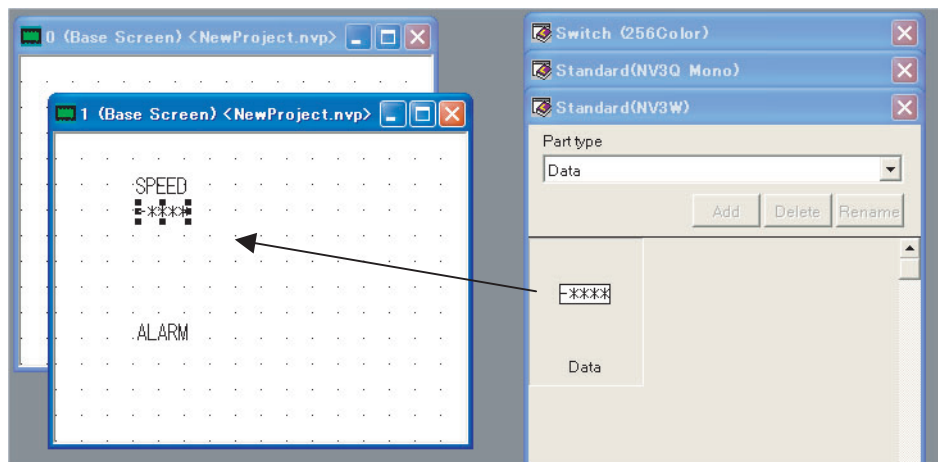 0 (Base Screen) <NewProject.nvp>
1 (Base Screen) <NewProject.nvp>
SPEED
-****
ALARM
Switch (256Color)
Standard(NV3Q Mono)
Standard(NV3W)
Part type
Data
Add Delete Rename
-****
Data